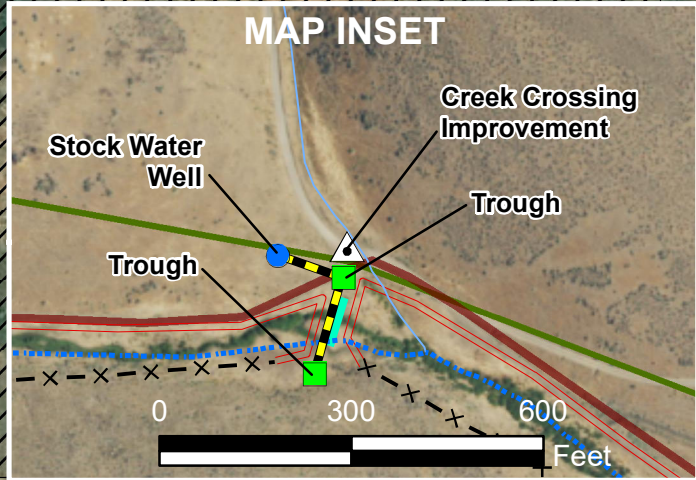 MAP INSET
Creek Crossing
Improvement
Stock Water
Well
Trough
Trough
0 300 600
Feet